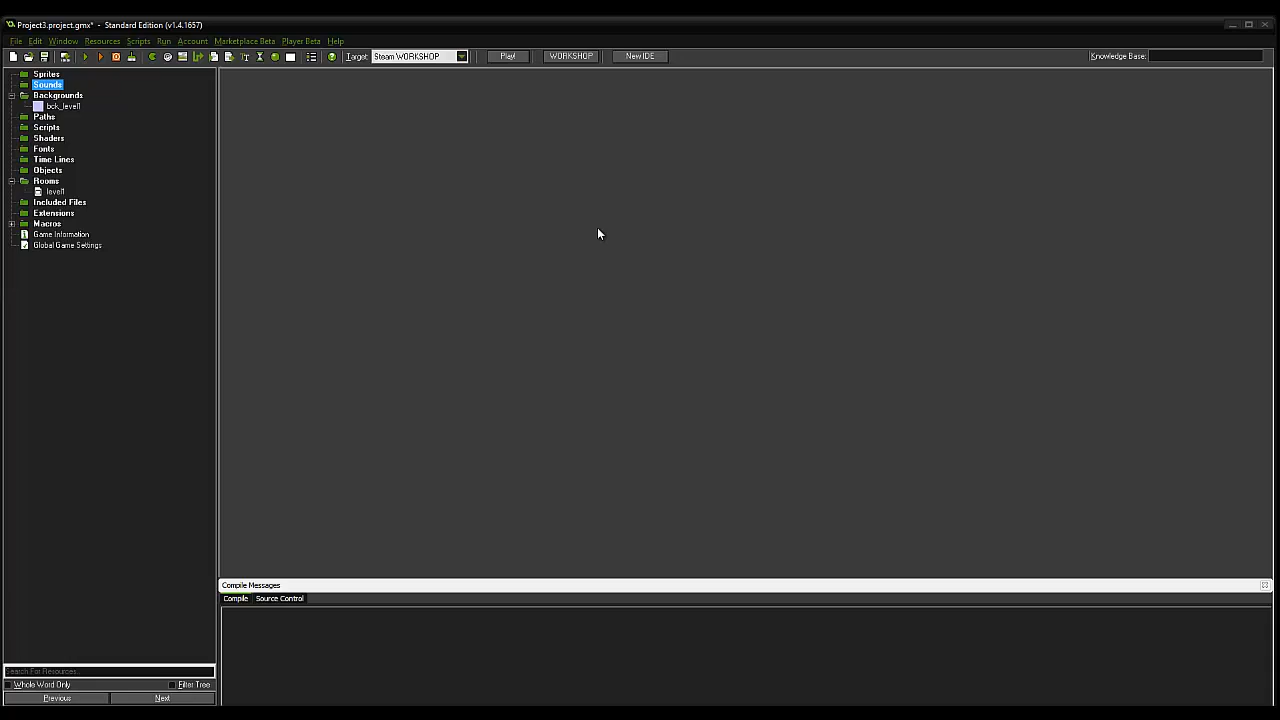 Project3.project.gmx* - Standard Edition (v1.4.1657)
File Edit Window Resources Scripts Run Account Marketplace Beta Player Beta Help
Target: Steam WORKSHOP Play! WORKSHOP New IDE Knowledge Base:
Sprites
Sounds
Backgrounds
bck_level1
Paths
Scripts
Shaders
Fonts
Time Lines
Objects
Rooms
level1
Included Files
Extensions
Macros
Game Information
Global Game Settings
Compile Messages
Compile Source Control
Search For Resources...
Whole Word Only Filter Tree
Previous Next